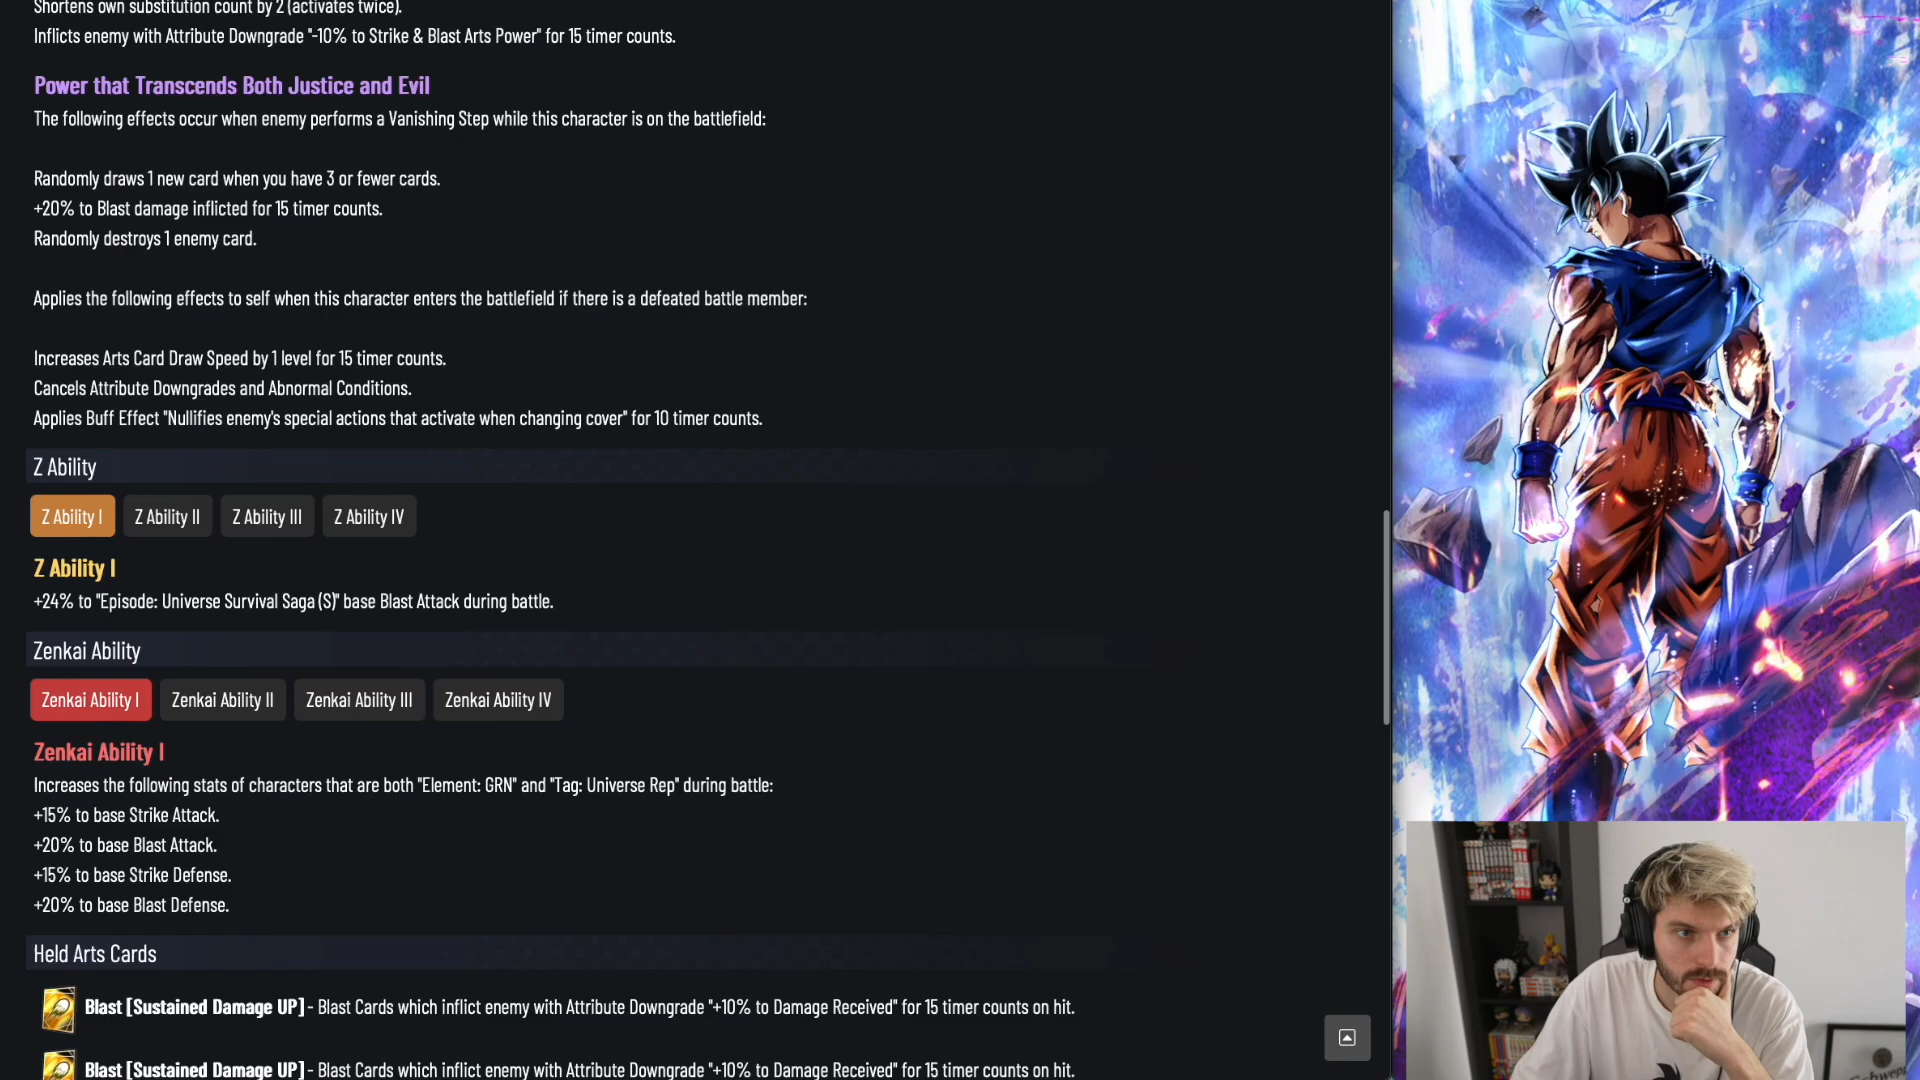 Shortens own substitution count by 2 (activates twice).
Inflicts enemy with Attribute Downgrade "-10% to Strike & Blast Arts Power" for 15 timer counts.
Power that Transcends Both Justice and Evil
The following effects occur when enemy performs a Vanishing Step while this character is on the battlefield:
Randomly draws 1 new card when you have 3 or fewer cards.
+20% to Blast damage inflicted for 15 timer counts.
Randomly destroys 1 enemy card.
Applies the following effects to self when this character enters the battlefield if there is a defeated battle member:
Increases Arts Card Draw Speed by 1 level for 15 timer counts.
Cancels Attribute Downgrades and Abnormal Conditions.
Applies Buff Effect "Nullifies enemy's special actions that activate when changing cover" for 10 timer counts.
Z Ability
Z Ability I Z Ability II Z Ability III Z Ability IV
Z Ability I
+24% to "Episode: Universe Survival Saga (S)" base Blast Attack during battle.
Zenkai Ability
Zenkai Ability I Zenkai Ability II Zenkai Ability III Zenkai Ability IV
Zenkai Ability I
Increases the following stats of characters that are both "Element: GRN" and "Tag: Universe Rep" during battle:
+15% to base Strike Attack.
+20% to base Blast Attack.
+15% to base Strike Defense.
+20% to base Blast Defense.
Held Arts Cards
Blast [Sustained Damage UP] - Blast Cards which inflict enemy with Attribute Downgrade "+10% to Damage Received" for 15 timer counts on hit.
Blast [Sustained Damage UP] - Blast Cards which inflict enemy with Attribute Downgrade "+10% to Damage Received" for 15 timer counts on hit.